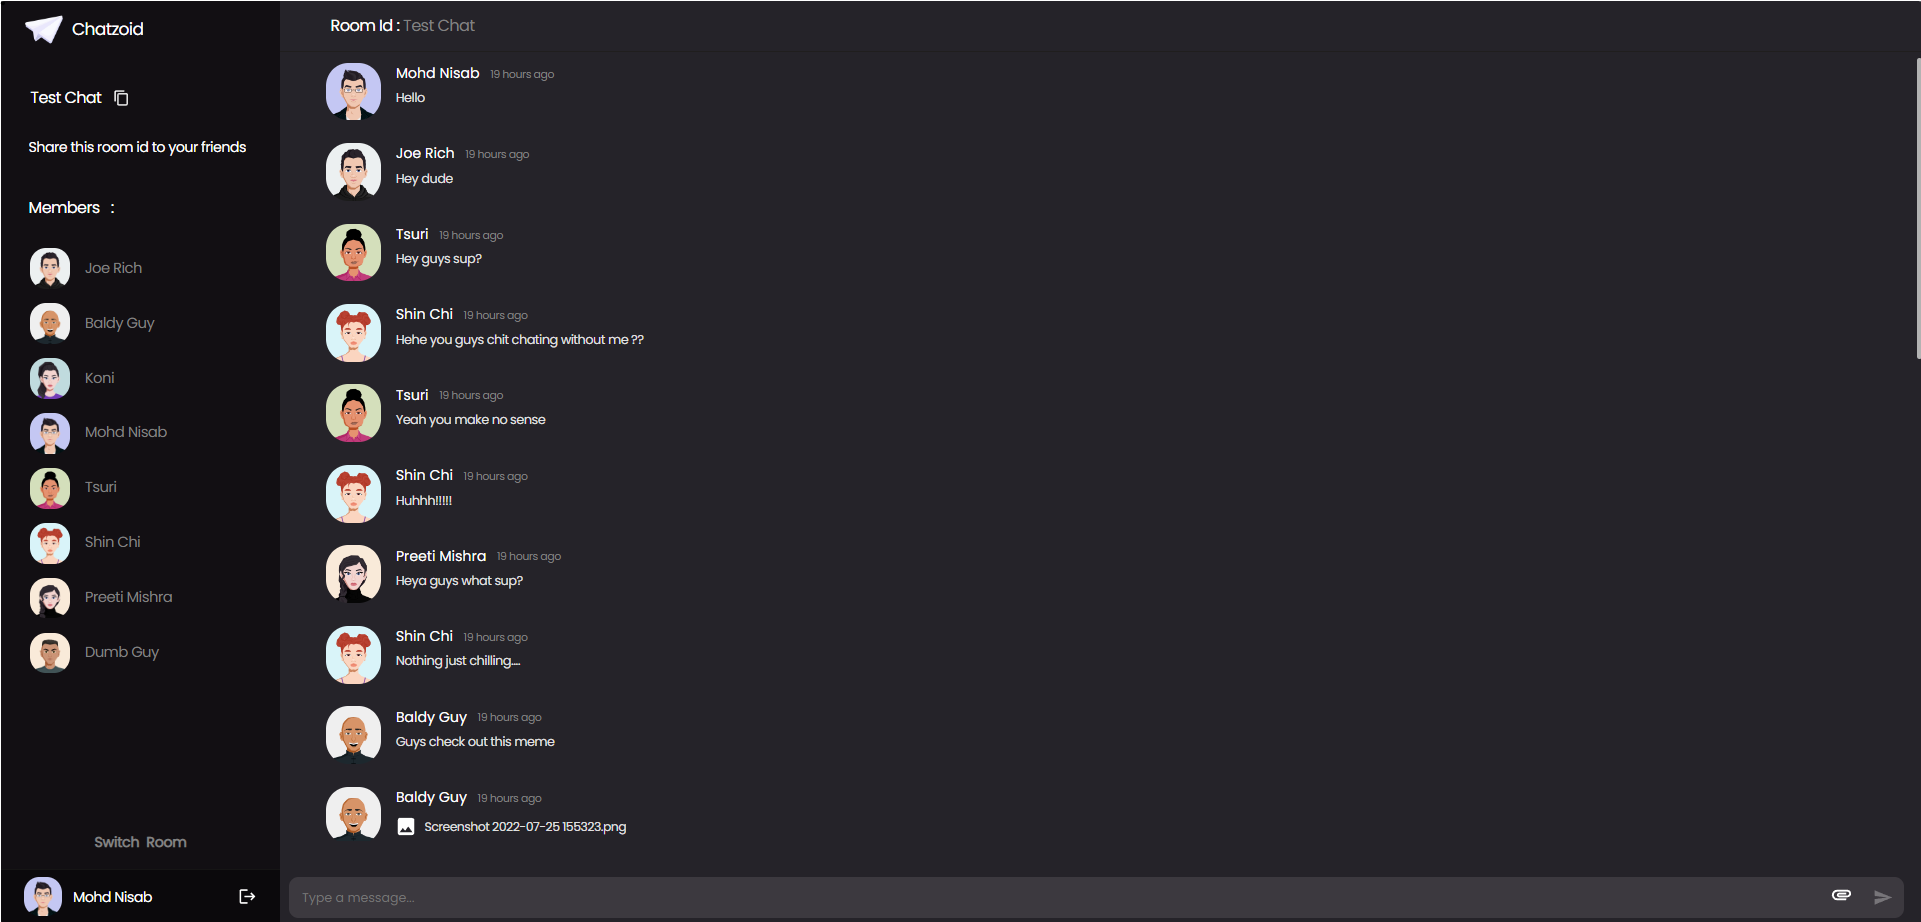 Chatzoid
Test Chat
Share this room id to your friends
Members :
Joe Rich
Baldy Guy
Koni
Mohd Nisab
Tsuri
Shin Chi
Preeti Mishra
Dumb Guy
Switch Room
Mohd Nisab
Room Id : Test Chat
Mohd Nisab 19 hours ago
Hello
Joe Rich 19 hours ago
Hey dude
Tsuri 19 hours ago
Hey guys sup?
Shin Chi 19 hours ago
Hehe you guys chit chating without me ??
Tsuri 19 hours ago
Yeah you make no sense
Shin Chi 19 hours ago
Huhhh!!!!!
Preeti Mishra 19 hours ago
Heya guys what sup?
Shin Chi 19 hours ago
Nothing just chilling....
Baldy Guy 19 hours ago
Guys check out this meme
Baldy Guy 19 hours ago
Screenshot 2022-07-25 155323.png
Type a message...